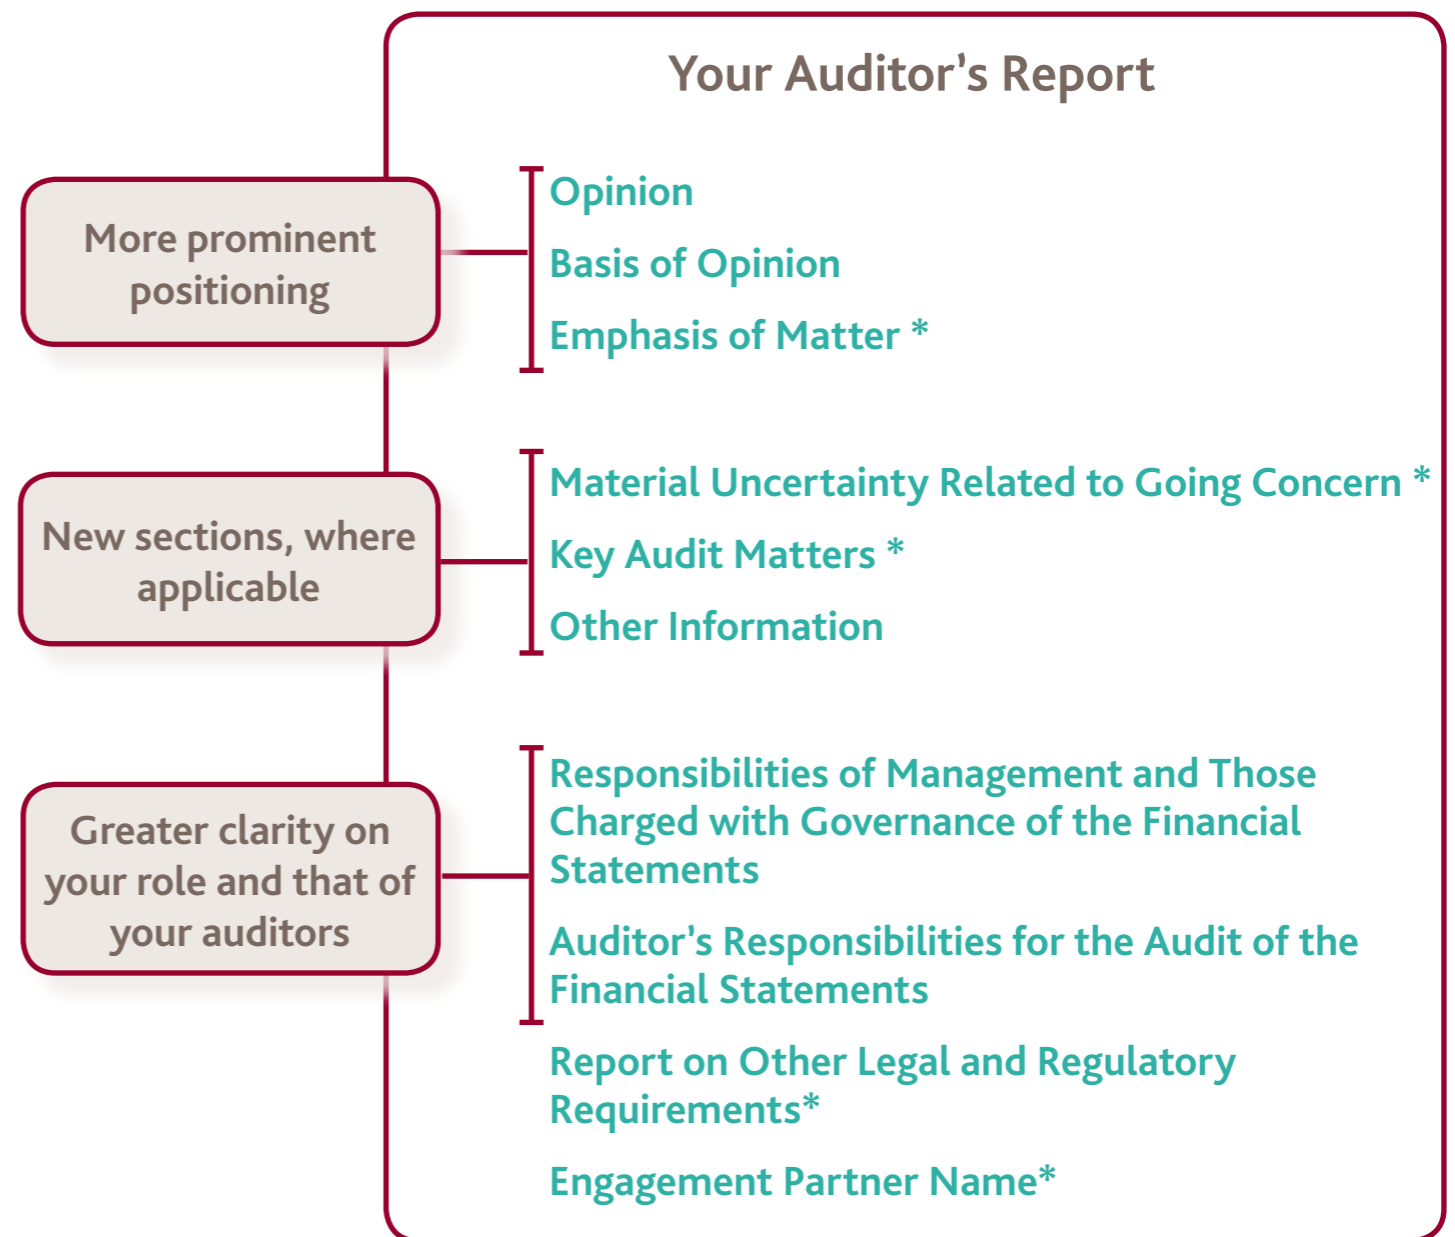 Your Auditor’s Report
More prominent
positioning
Opinion
Basis of Opinion
Emphasis of Matter *
New sections, where
applicable
Material Uncertainty Related to Going Concern *
Key Audit Matters *
Other Information
Greater clarity on
your role and that of
your auditors
Responsibilities of Management and Those
Charged with Governance of the Financial
Statements
Auditor’s Responsibilities for the Audit of the
Financial Statements
Report on Other Legal and Regulatory
Requirements*
Engagement Partner Name*